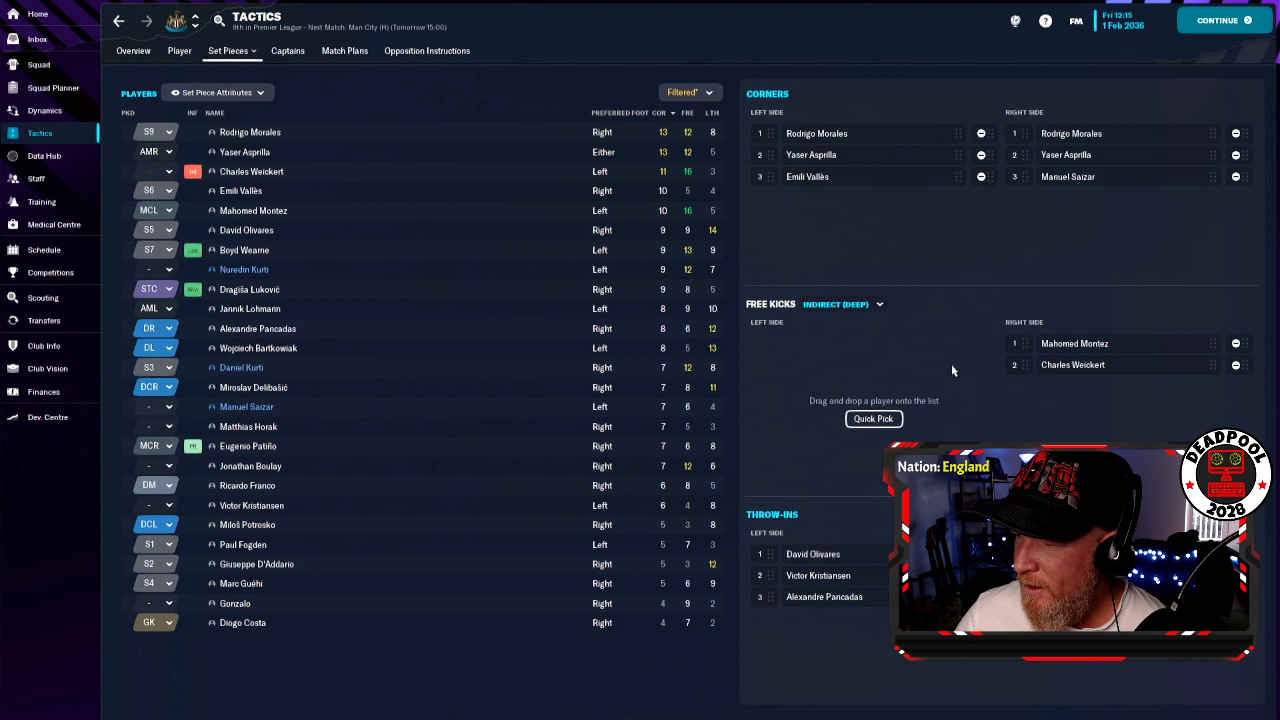 Home
Inbox
Squad
Squad Planner
Dynamics
Tactics
Data Hub
Staff
Training
Medical Centre
Schedule
Competitions
Scouting
Transfers
Club Info
Club Vision
Finances
Dev. Centre
TACTICS
9th in Premier League - Next Match: Man City (H) (Tomorrow 15:00)
? FM
Fri 12:15
1 Feb 2036
CONTINUE
Overview Player Set Pieces Captains Match Plans Opposition Instructions
PLAYERS Set Piece Attributes Filtered*
PKD INF NAME PREFERRED FOOT COR FRE LTH
S9 Rodrigo Morales Right 13 12 8
AMR Yaser Asprilla Either 13 12 5
- Inj Charles Weickert Left 11 16 3
S6 Emili Vallès Right 10 5 4
MCL Mahomed Montez Left 10 16 5
S5 David Olivares Right 9 9 14
S7 Boyd Wearne Left 9 13 9
- Nuredin Kurti Left 9 12 7
STC Dragiša Luković Right 9 8 5
AML Jannik Lohmann Left 8 9 10
DR Alexandre Pancadas Right 8 6 12
DL Wojciech Bartkowiak Left 8 5 13
S3 Daniel Kurti Right 7 12 8
DCR Miroslav Delibašić Right 7 8 11
- Manuel Saizar Left 7 6 4
- Matthias Horak Right 7 5 3
MCR PR Eugenio Patiño Right 7 6 8
- Jonathan Boulay Right 7 12 6
DM Ricardo Franco Right 6 8 5
- Victor Kristiansen Left 6 4 8
DCL Miloš Petrosko Right 5 3 8
S1 Paul Fogden Left 5 7 3
S2 Giuseppe D'Addario Right 5 3 12
S4 Marc Guéhi Right 5 6 9
- Gonzalo Right 4 9 2
GK Diogo Costa Right 4 7 2
CORNERS
LEFT SIDE RIGHT SIDE
1 Rodrigo Morales 1 Rodrigo Morales
2 Yaser Asprilla 2 Yaser Asprilla
3 Emili Vallès 3 Manuel Saizar
FREE KICKS INDIRECT (DEEP)
LEFT SIDE RIGHT SIDE
1 Mahomed Montez
2 Charles Weickert
Drag and drop a player onto the list
Quick Pick
THROW-INS
LEFT SIDE
1 David Olivares
2 Victor Kristiansen
3 Alexandre Pancadas
Nation: England
DEADPOOL
2028